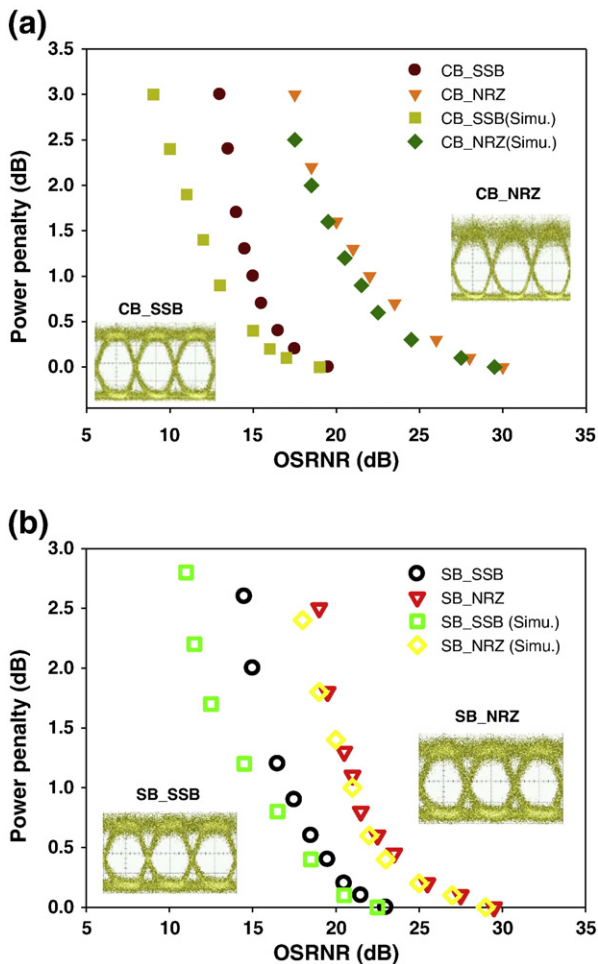 (a)
3.5
3.0
2.5
2.0
1.5
1.0
0.5
0.0
Power penalty (dB)
CB_SSB
CB_NRZ
CB_SSB(Simu.)
CB_NRZ(Simu.)
CB_NRZ
CB_SSB
5 10 15 20 25 30 35
OSRNR (dB)
(b)
3.0
2.5
2.0
1.5
1.0
0.5
0.0
Power penalty (dB)
SB_SSB
SB_NRZ
SB_SSB (Simu.)
SB_NRZ (Simu.)
SB_NRZ
SB_SSB
5 10 15 20 25 30 35
OSRNR (dB)